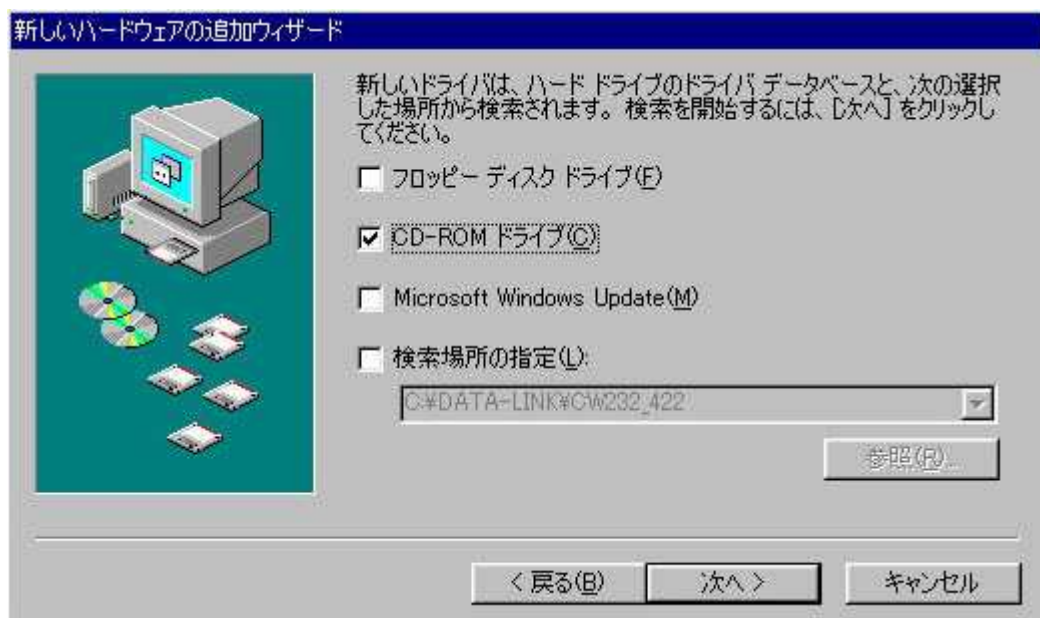 新しいハードウェアの追加ウィザード
新しいドライバは、ハード ドライブのドライバ データベースと、次の選択
した場所から検索されます。 検索を開始するには、[次へ] をクリックし
てください。
フロッピー ディスク ドライブ(F)
CD-ROM ドライブ(C)
Microsoft Windows Update(M)
検索場所の指定(L):
C:¥DATA-LINK¥CW232_422
参照(R)...
< 戻る(B)
次へ >
キャンセル